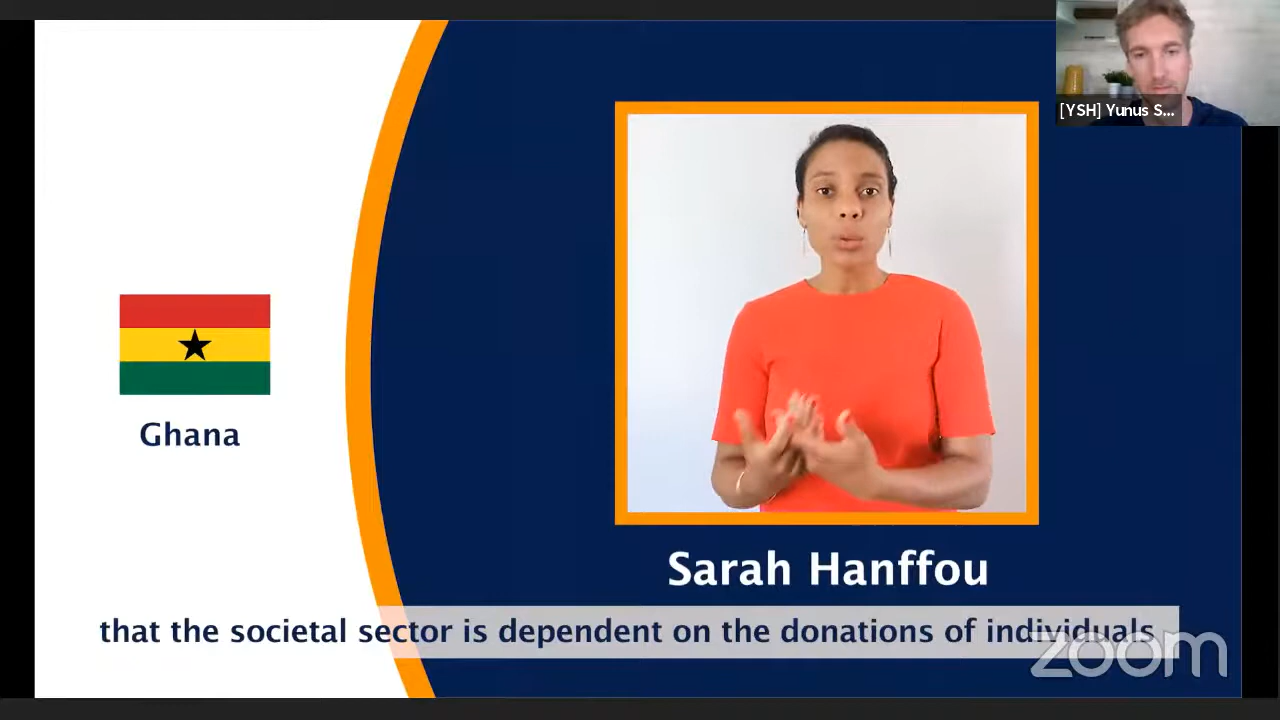 [YSH] Yunus S...
Ghana
Sarah Hanffou
that the societal sector is dependent on the donations of individuals
zoom